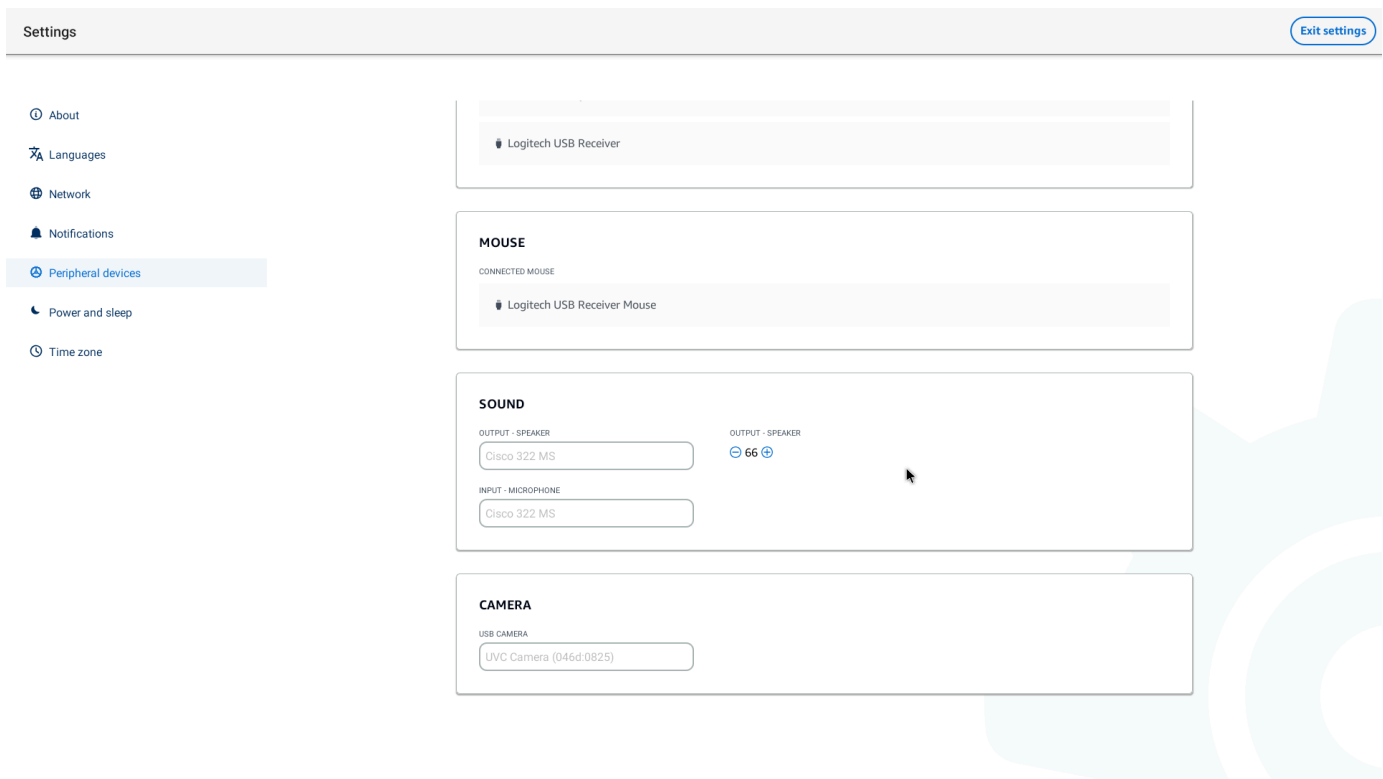 Settings
Exit settings
About
Languages
Network
Notifications
Peripheral devices
Power and sleep
Time zone
Logitech USB Receiver
MOUSE
CONNECTED MOUSE
Logitech USB Receiver Mouse
SOUND
OUTPUT - SPEAKER
Cisco 322 MS
OUTPUT - SPEAKER
66
INPUT - MICROPHONE
Cisco 322 MS
CAMERA
USB CAMERA
UVC Camera (046d:0825)